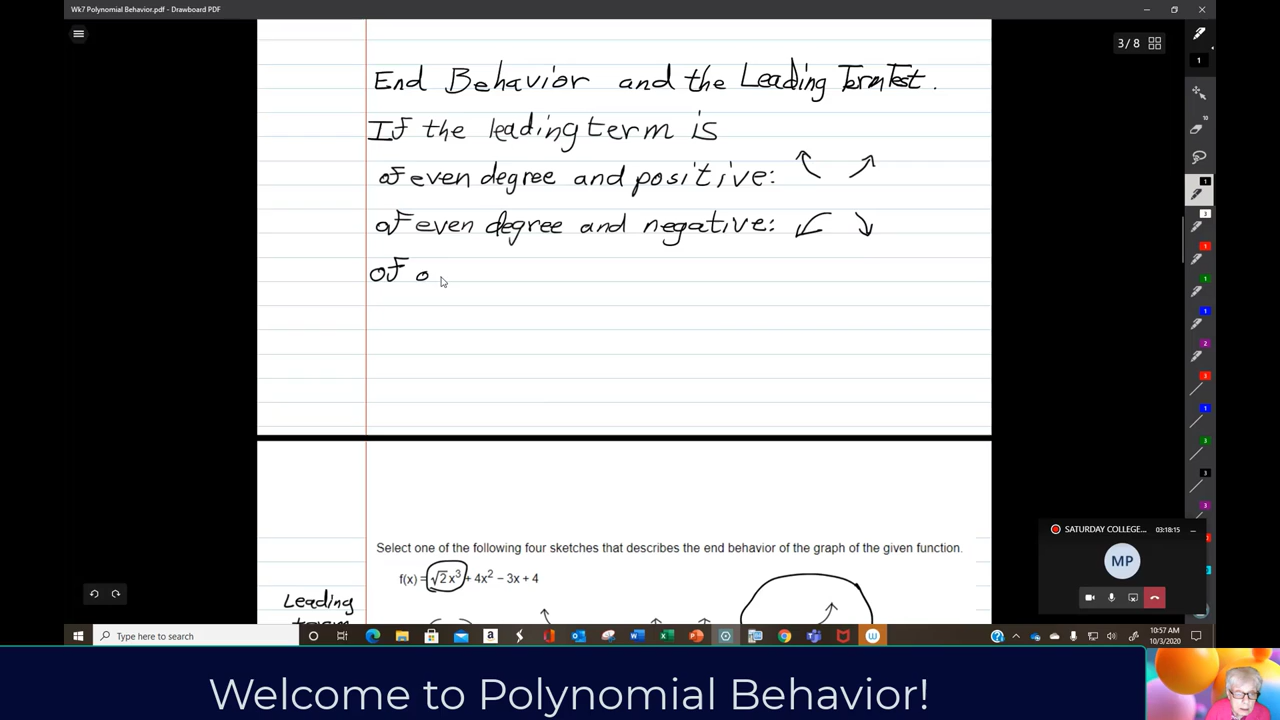 Wk7 Polynomial Behavior.pdf - Drawboard PDF
3/8
End Behavior and the Leading Term Test.
If the leading term is
of even degree and positive:
of even degree and negative:
of o
Select one of the following four sketches that describes the end behavior of the graph of the given function.
f(x) = √2x³ + 4x² − 3x + 4
Leading
term
SATURDAY COLLEGE... 03:18:15
MP
Type here to search
10:57 AM
10/3/2020
Welcome to Polynomial Behavior!